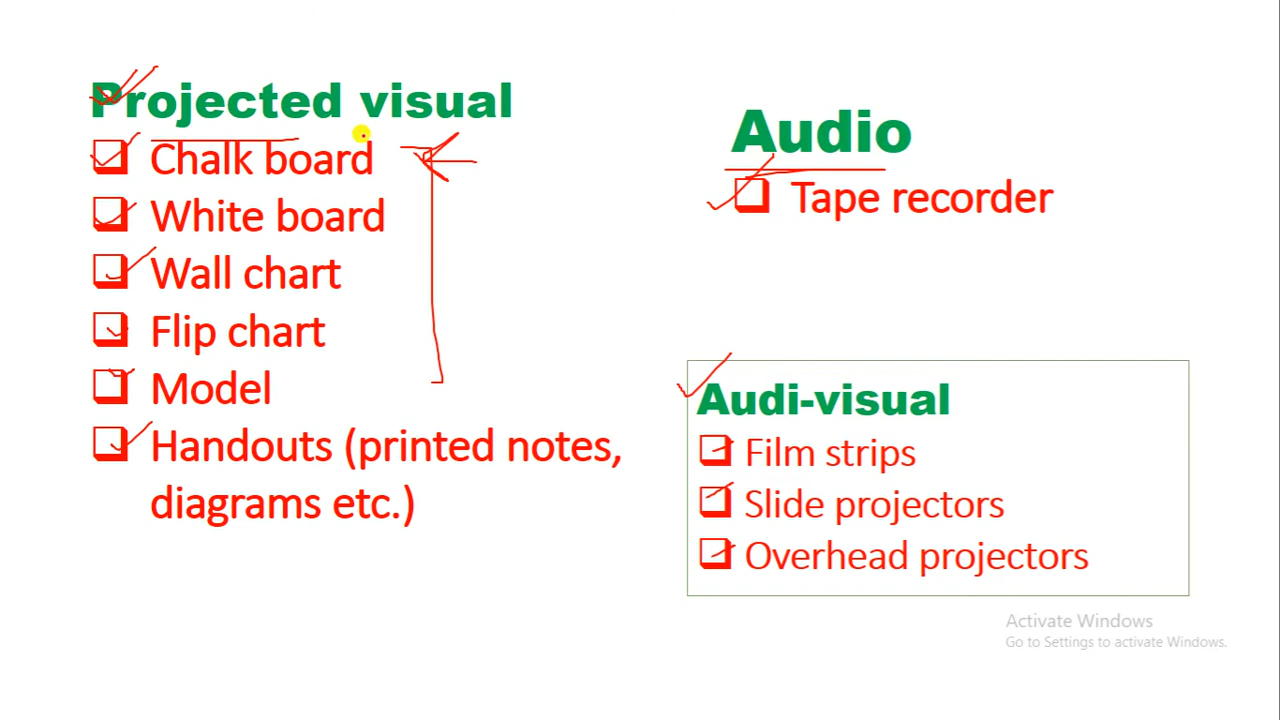 Projected visual
Chalk board
White board
Wall chart
Flip chart
Model
Handouts (printed notes,
diagrams etc.)
Audio
Tape recorder
Audi-visual
Film strips
Slide projectors
Overhead projectors
Activate Windows
Go to Settings to activate Windows.